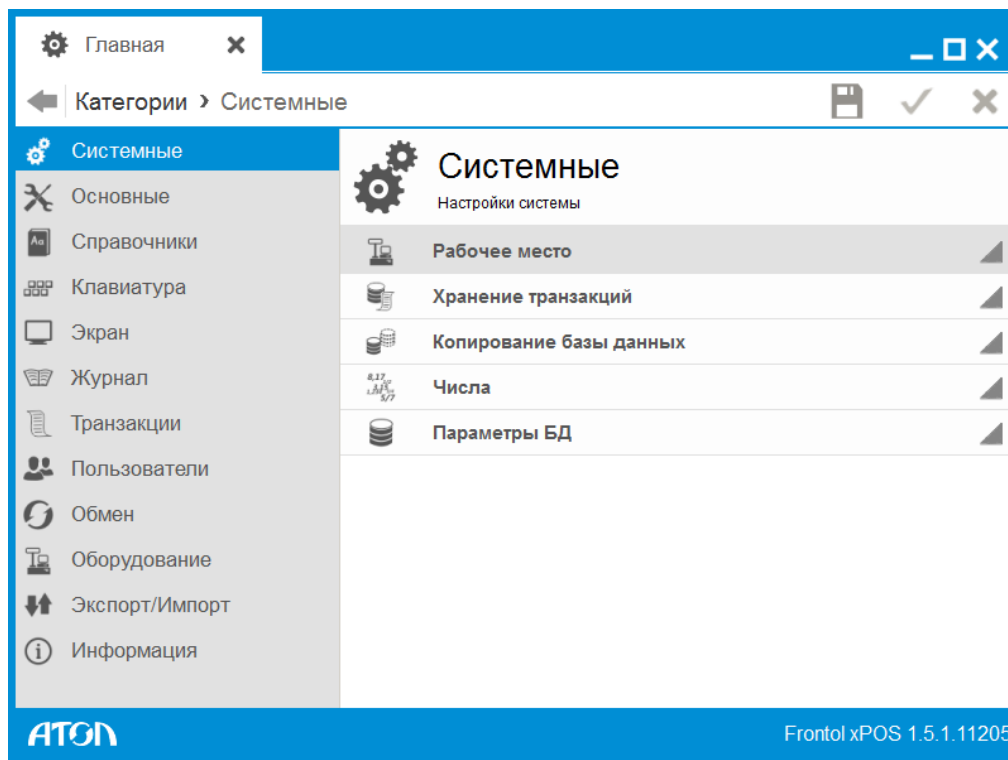 Главная
Категории › Системные
Системные
Основные
Справочники
Клавиатура
Экран
Журнал
Транзакции
Пользователи
Обмен
Оборудование
Экспорт/Импорт
Информация
Системные
Настройки системы
Рабочее место
Хранение транзакций
Копирование базы данных
Числа
Параметры БД
АТОЛ
Frontol xPOS 1.5.1.11205